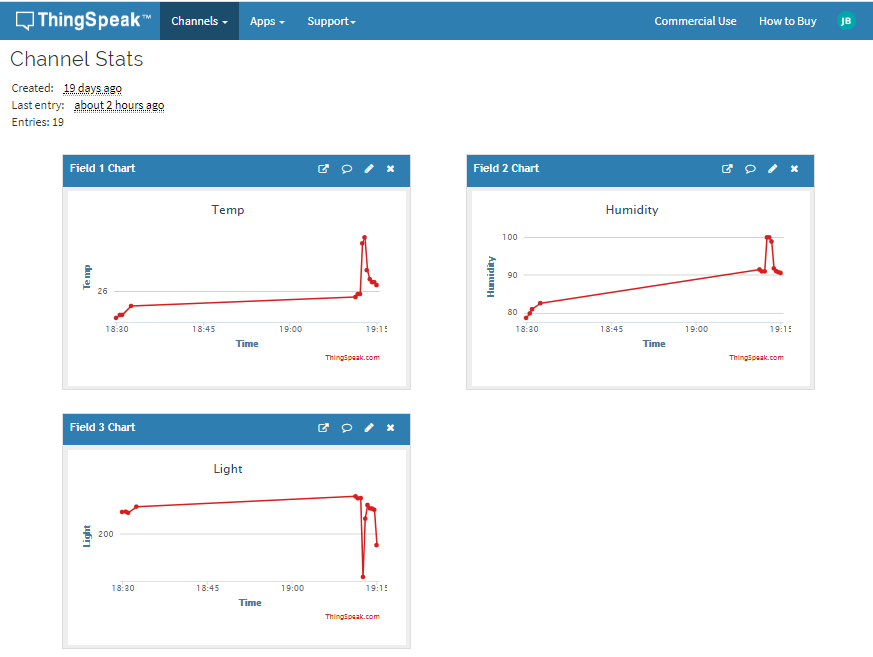 ThingSpeak™ Channels Apps Support Commercial Use How to Buy JB
Channel Stats
Created: 19 days ago
Last entry: about 2 hours ago
Entries: 19
Field 1 Chart
Temp
Temp
26
18:30 18:45 19:00 19:15
Time
ThingSpeak.com
Field 2 Chart
Humidity
Humidity
100
90
80
18:30 18:45 19:00 19:15
Time
ThingSpeak.com
Field 3 Chart
Light
Light
200
18:30 18:45 19:00 19:15
Time
ThingSpeak.com